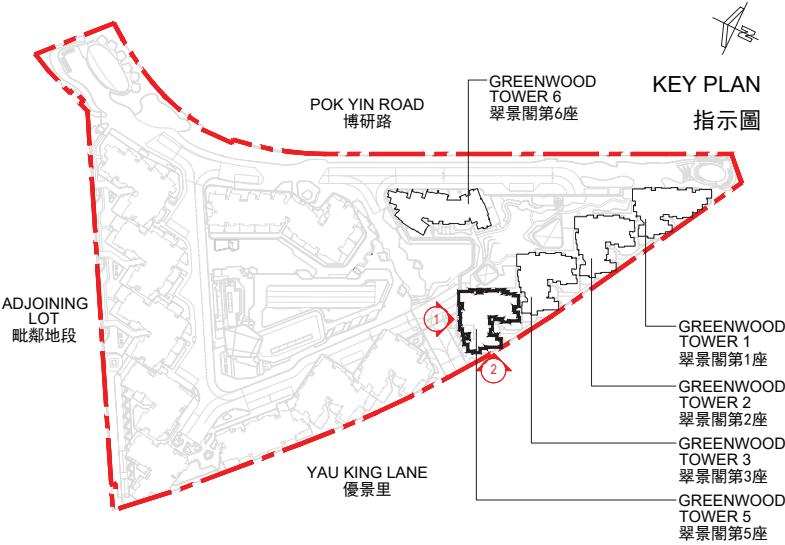 KEY PLAN
指示圖
N
GREENWOOD
TOWER 6
翠景閣第6座
POK YIN ROAD
博研路
ADJOINING
LOT
毗鄰地段
1
2
GREENWOOD
TOWER 1
翠景閣第1座
GREENWOOD
TOWER 2
翠景閣第2座
GREENWOOD
TOWER 3
翠景閣第3座
GREENWOOD
TOWER 5
翠景閣第5座
YAU KING LANE
優景里